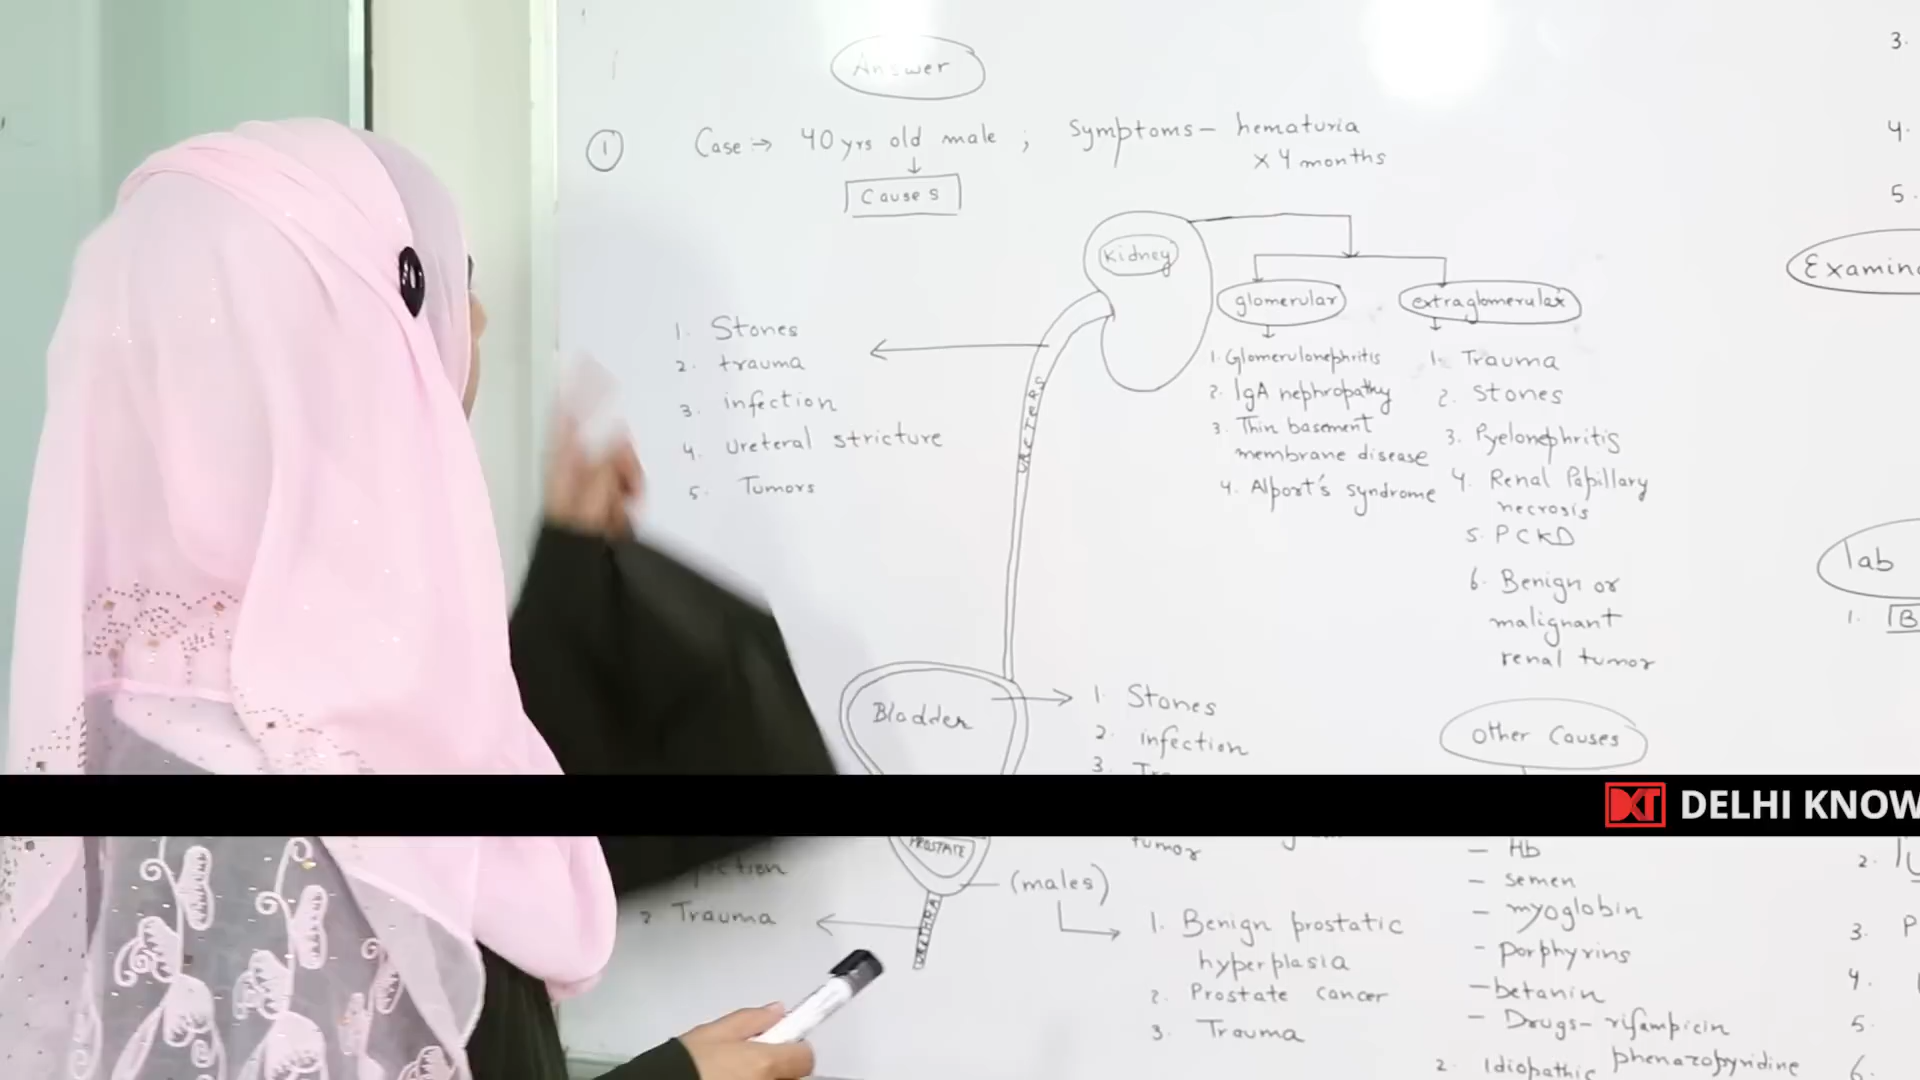 Answer
1 Case :→ 40 yrs old male ; Symptoms - hematuria
x 4 months
Causes
Kidney
glomerular
1. Glomerulonephritis
2. IgA nephropathy
3. Thin basement
membrane disease
4. Alport's syndrome
extraglomerular
1. Trauma
2. Stones
3. Pyelonephritis
4. Renal Papillary
necrosis
5. PCKD
6. Benign or
malignant
renal tumor
URETERS
1. Stones
2. trauma
3. infection
4. Ureteral stricture
5. Tumors
Bladder
1. Stones
2. infection
3.
tumor
PROSTATE
(males)
1. Benign prostatic
hyperplasia
2. Prostate cancer
3. Trauma
URETHRA
2 Trauma
Other Causes
- Hb
- semen
- myoglobin
- porphyrins
- betanin
- Drugs- rifampicin
phenazopyridine
2. Idiopathic
3.
4.
5.
Examin
lab
1. B
2.
3. P
4.
5.
6.
DKT DELHI KNOW